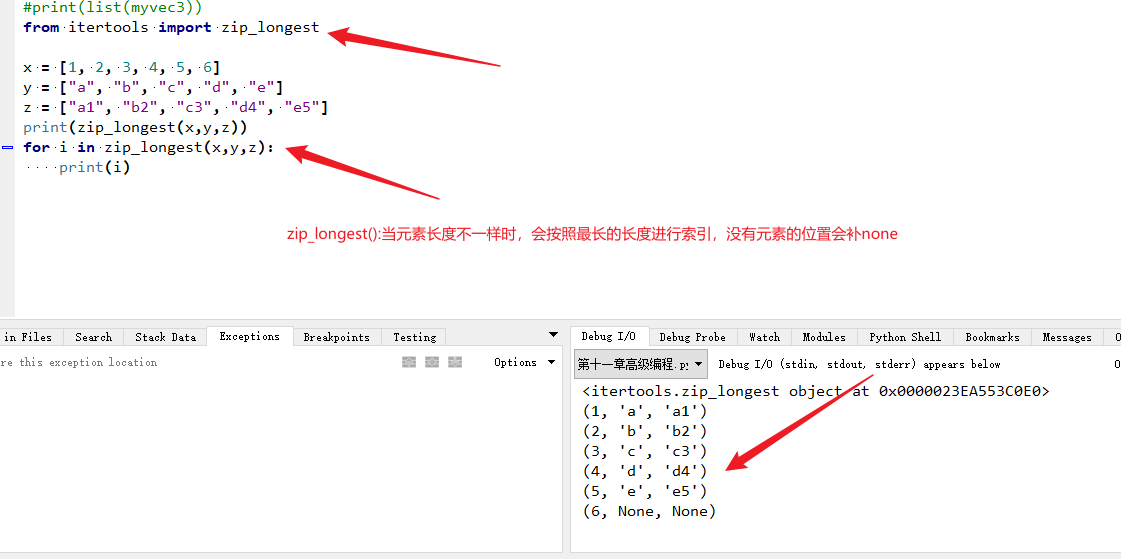 #print(list(myvec3))
from itertools import zip_longest
x = [1, 2, 3, 4, 5, 6]
y = ["a", "b", "c", "d", "e"]
z = ["a1", "b2", "c3", "d4", "e5"]
print(zip_longest(x,y,z))
for i in zip_longest(x,y,z):
    print(i)
zip_longest():当元素长度不一样时，会按照最长的长度进行索引，没有元素的位置会补none
in Files Search Stack Data Exceptions Breakpoints Testing
re this exception location Options
Debug I/O Debug Probe Watch Modules Python Shell Bookmarks Messages O
第十一章高级编程.py Debug I/O (stdin, stdout, stderr) appears below O
<itertools.zip_longest object at 0x0000023EA553C0E0>
(1, 'a', 'a1')
(2, 'b', 'b2')
(3, 'c', 'c3')
(4, 'd', 'd4')
(5, 'e', 'e5')
(6, None, None)